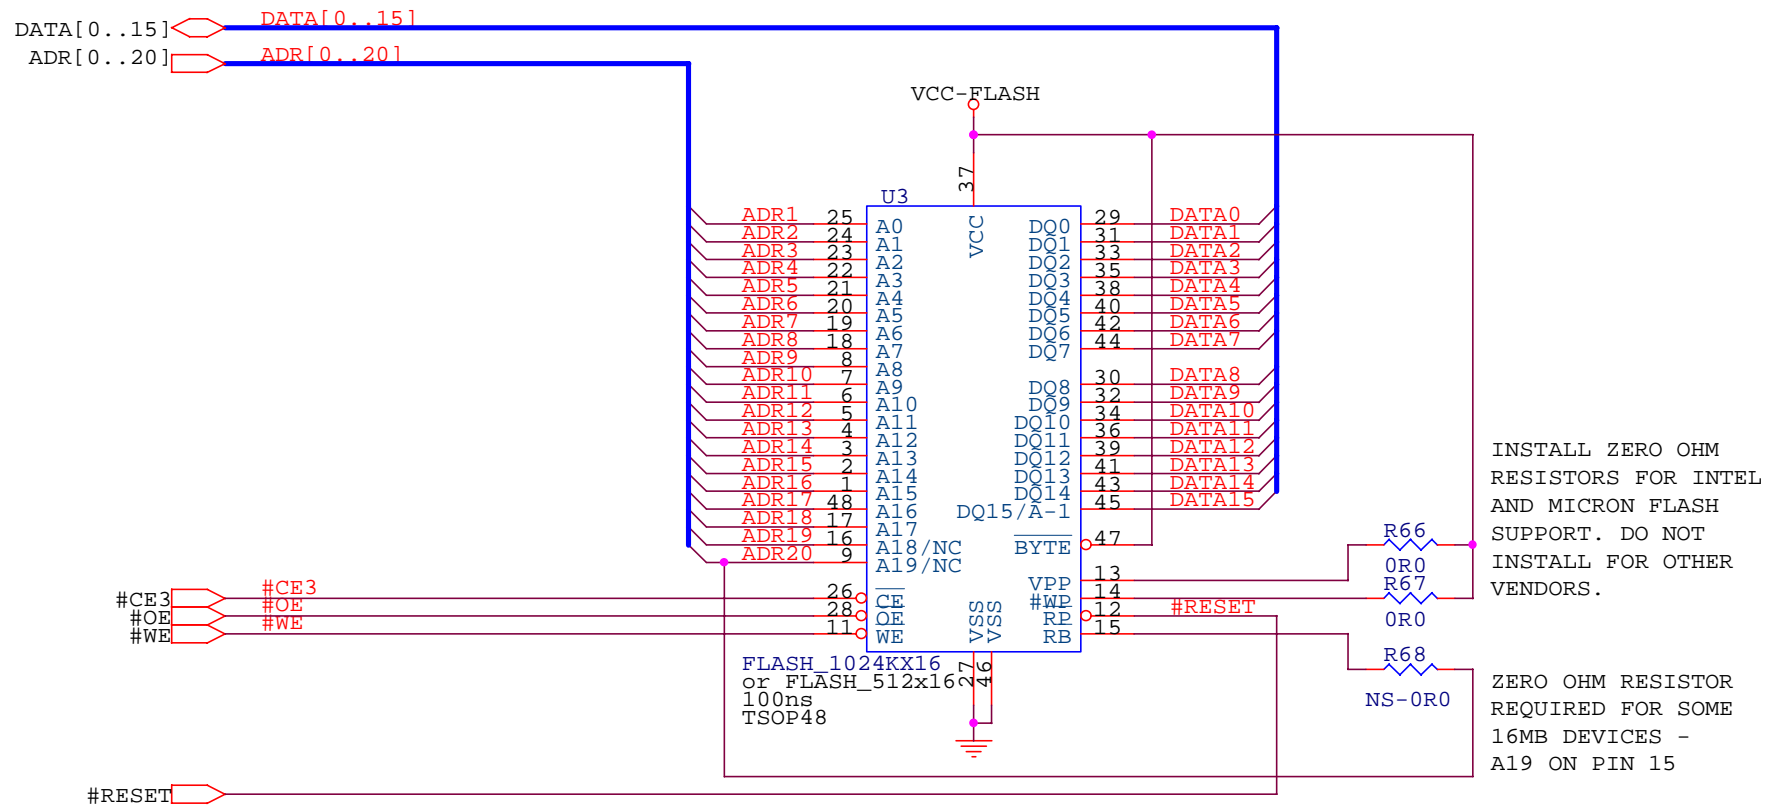 DATA[0..15]
DATA[0..15]
ADR[0..20]
ADR[0..20]
VCC-FLASH
37
U3
VCC
ADR1 25 A0 DQ0 29 DATA0
ADR2 24 A1 DQ1 31 DATA1
ADR3 23 A2 DQ2 33 DATA2
ADR4 22 A3 DQ3 35 DATA3
ADR5 21 A4 DQ4 38 DATA4
ADR6 20 A5 DQ5 40 DATA5
ADR7 19 A6 DQ6 42 DATA6
ADR8 18 A7 DQ7 44 DATA7
ADR9 8 A8
ADR10 7 A9 DQ8 30 DATA8
ADR11 6 A10 DQ9 32 DATA9
ADR12 5 A11 DQ10 34 DATA10
ADR13 4 A12 DQ11 36 DATA11
ADR14 3 A13 DQ12 39 DATA12
ADR15 2 A14 DQ13 41 DATA13
ADR16 1 A15 DQ14 43 DATA14
ADR17 48 A16 DQ15/A-1 45 DATA15
ADR18 17 A17
ADR19 16 A18/NC BYTE 47
ADR20 9 A19/NC
VPP 13
#WP 14
RP 12 #RESET
RB 15
#CE3 #CE3 26 CE
#OE #OE 28 OE
#WE #WE 11 WE
VSS VSS
27 46
FLASH_1024KX16
or FLASH_512x16
100ns
TSOP48
R66
0R0
R67
0R0
R68
NS-0R0
INSTALL ZERO OHM
RESISTORS FOR INTEL
AND MICRON FLASH
SUPPORT. DO NOT
INSTALL FOR OTHER
VENDORS.
ZERO OHM RESISTOR
REQUIRED FOR SOME
16MB DEVICES -
A19 ON PIN 15
#RESET